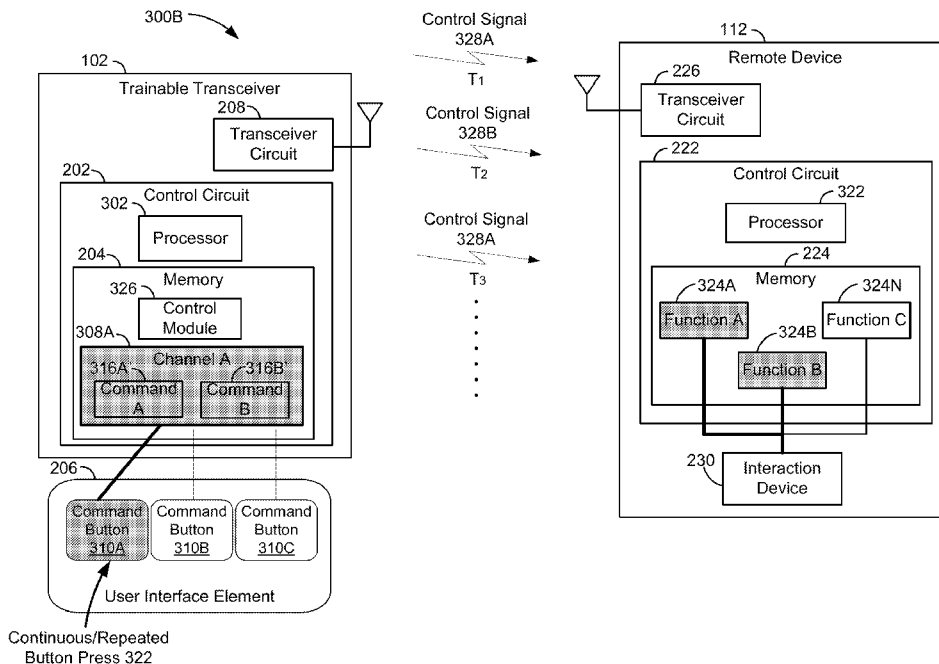 300B
102
Trainable Transceiver
208
Transceiver
Circuit
202
Control Circuit
302
Processor
204
Memory
326
Control
Module
308A
Channel A
316A
316B
Command
A
Command
B
206
Command
Button
310A
Command
Button
310B
Command
Button
310C
User Interface Element
Continuous/Repeated
Button Press 322
Control Signal
328A
T1
Control Signal
328B
T2
Control Signal
328A
T3
112
Remote Device
226
Transceiver
Circuit
222
Control Circuit
322
Processor
224
Memory
324A
Function A
324N
Function C
324B
Function B
230
Interaction
Device